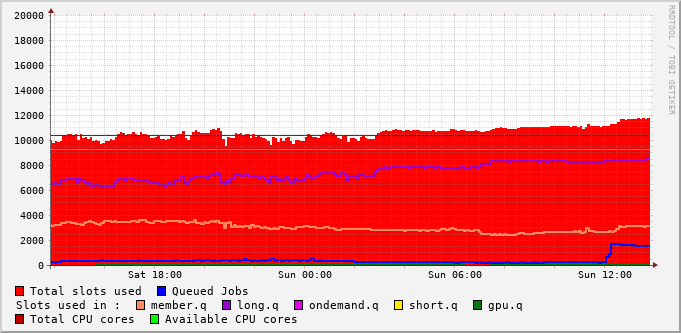 20000
18000
16000
14000
12000
10000
8000
6000
4000
2000
0
Sat 18:00 Sun 00:00 Sun 06:00 Sun 12:00
Total slots used Queued Jobs
Slots used in : member.q long.q ondemand.q short.q gpu.q
Total CPU cores Available CPU cores
RRDTOOL / TOBI OETIKER